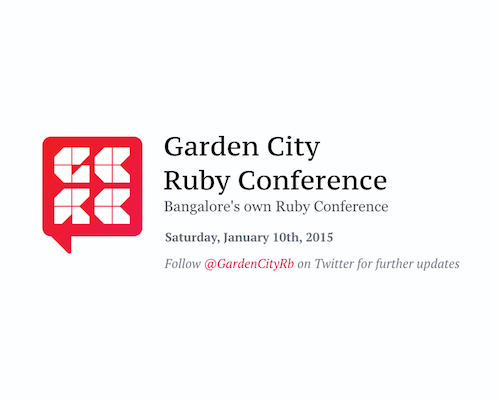 GCRC
Garden City
Ruby Conference
Bangalore's own Ruby Conference
Saturday, January 10th, 2015
Follow @GardenCityRb on Twitter for further updates